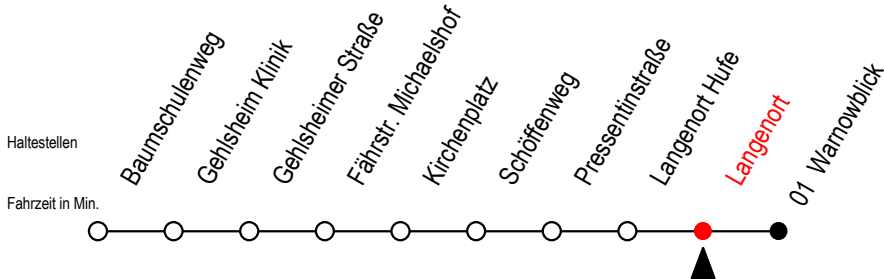 Haltestellen
Fahrzeit in Min.
Baumschulenweg
Gehlsheim Klinik
Gehlsheimer Straße
Fährstr. Michaelshof
Kirchenplatz
Schöffenweg
Pressentinstraße
Langenort Hufe
Langenort
01 Warnowblick